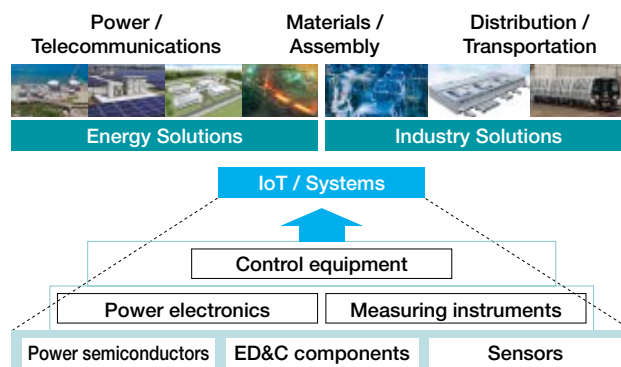 Power /
Telecommunications
Materials /
Assembly
Distribution /
Transportation
Energy Solutions
Industry Solutions
IoT / Systems
Control equipment
Power electronics
Measuring instruments
Power semiconductors
ED&C components
Sensors